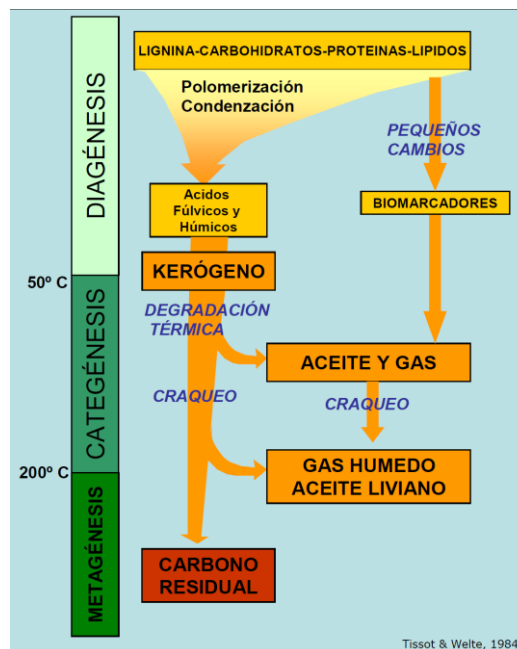 LIGNINA-CARBOHIDRATOS-PROTEINAS-LIPIDOS
Polomerización
Condenzación
PEQUEÑOS
CAMBIOS
DIAGÉNESIS
Acidos
Fúlvicos y
Húmicos
BIOMARCADORES
KERÓGENO
50º C
DEGRADACIÓN
TÉRMICA
ACEITE Y GAS
CATEGÉNESIS
CRAQUEO
CRAQUEO
GAS HUMEDO
ACEITE LIVIANO
200º C
METAGÉNESIS
CARBONO
RESIDUAL
Tissot & Welte, 1984